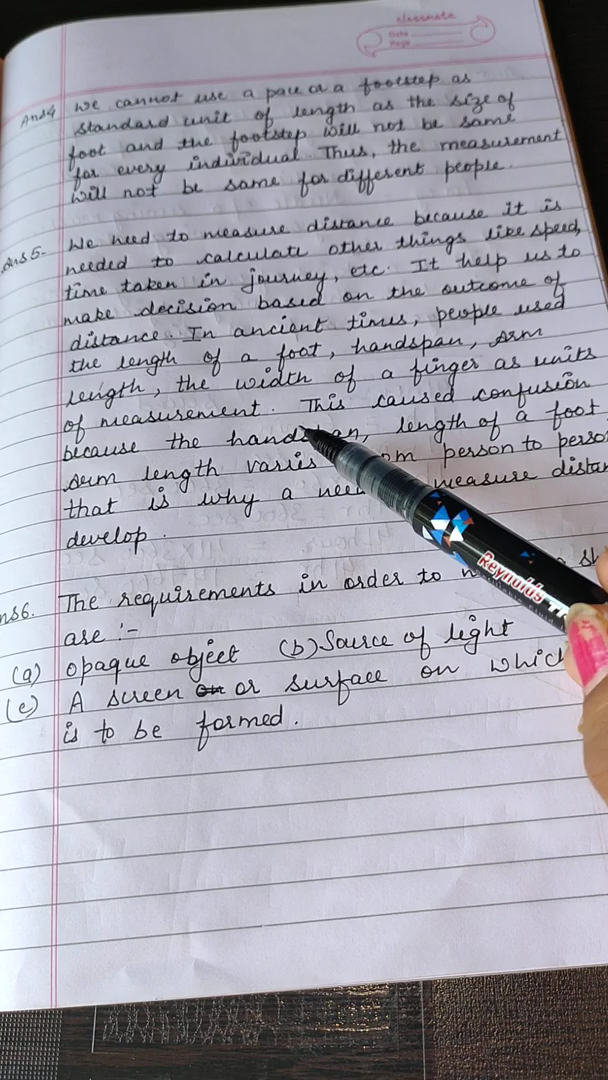 classmate
Date
Page
Ans4 We cannot use a pace or a footstep as
standard unit of length as the size of
foot and the footstep will not be same
for every individual. Thus, the measurement
will not be same for different people.
Ans5- We need to measure distance because it is
needed to calculate other things like speed,
time taken in journey, etc. It help us to
make decision based on the outcome of
distance. In ancient times, people used
the length of a foot, handspan, arm
length, the width of a finger as units
of measurement. This caused confusion
because the handspan, length of a foot
arm length varies from person to person
that is why a need measure distan
develop.
ns6. The requirements in order to
are :-
(a) opaque object (b) Source of light
(c) A screen or or surface on which
is to be formed.
Reynolds